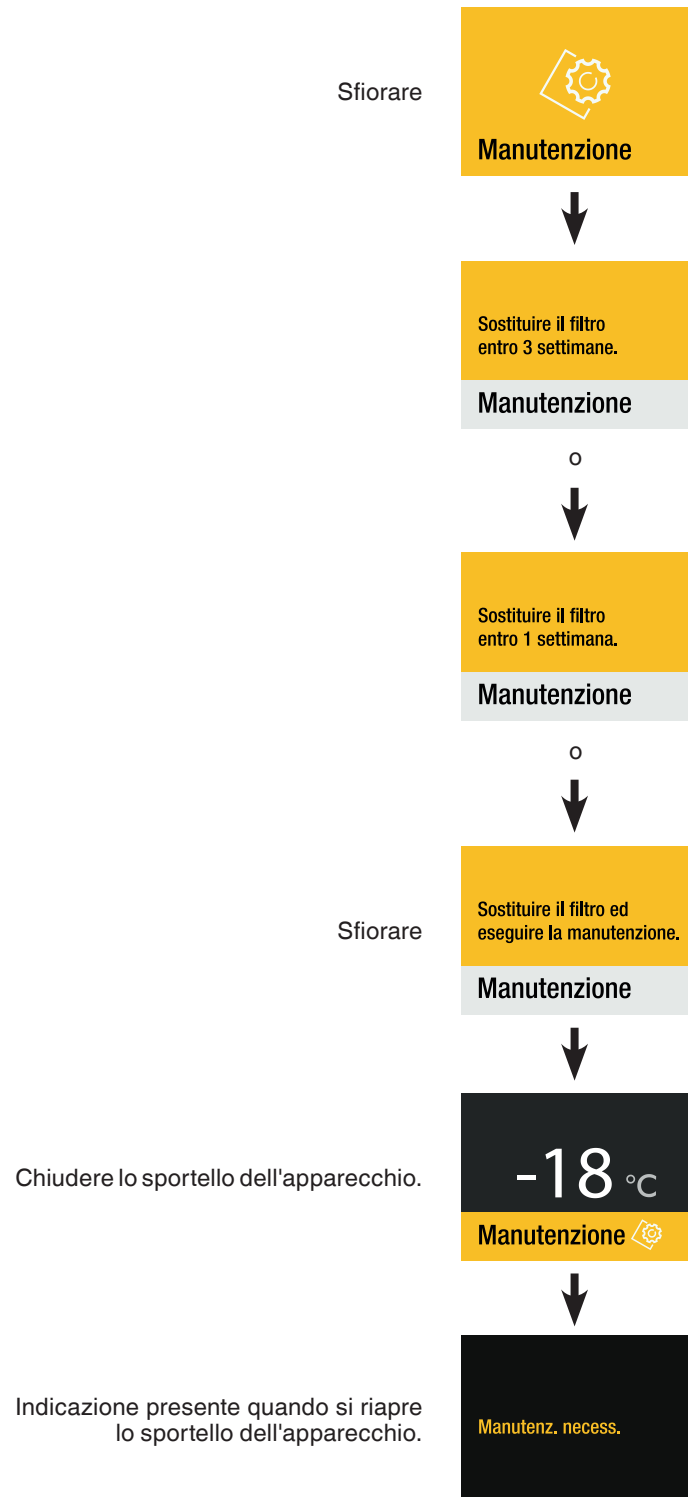 Sfiorare
Manutenzione
Sostituire il filtro
entro 3 settimane.
Manutenzione
o
Sostituire il filtro
entro 1 settimana.
Manutenzione
o
Sfiorare
Sostituire il filtro ed
eseguire la manutenzione.
Manutenzione
Chiudere lo sportello dell'apparecchio.
-18 °C
Manutenzione
Indicazione presente quando si riapre
lo sportello dell'apparecchio.
Manutenz. necess.